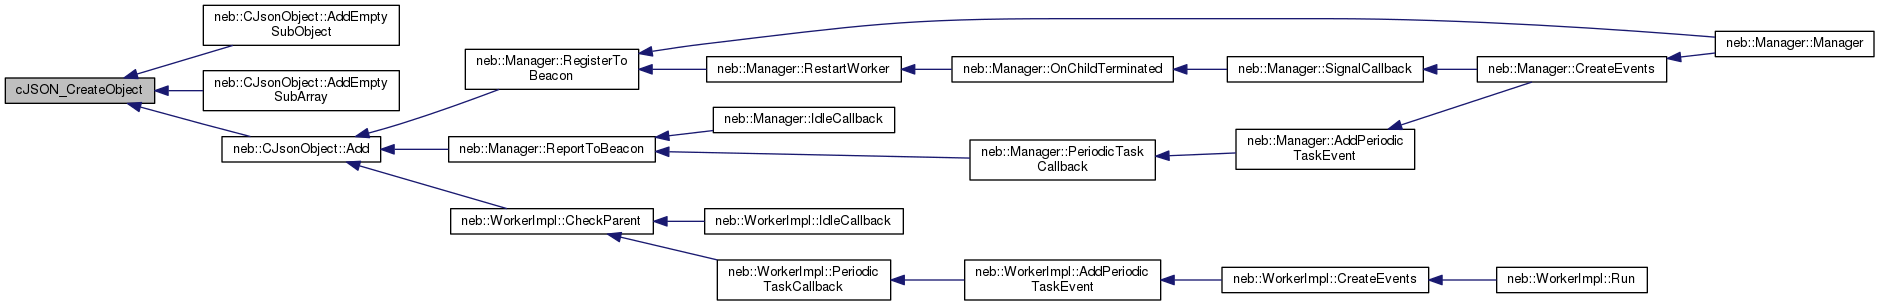 neb::CJsonObject::AddEmpty
SubObject
cJSON_CreateObject
neb::CJsonObject::AddEmpty
SubArray
neb::CJsonObject::Add
neb::Manager::RegisterTo
Beacon
neb::Manager::RestartWorker
neb::Manager::OnChildTerminated
neb::Manager::SignalCallback
neb::Manager::CreateEvents
neb::Manager::Manager
neb::Manager::ReportToBeacon
neb::Manager::IdleCallback
neb::Manager::PeriodicTask
Callback
neb::Manager::AddPeriodic
TaskEvent
neb::WorkerImpl::CheckParent
neb::WorkerImpl::IdleCallback
neb::WorkerImpl::Periodic
TaskCallback
neb::WorkerImpl::AddPeriodic
TaskEvent
neb::WorkerImpl::CreateEvents
neb::WorkerImpl::Run